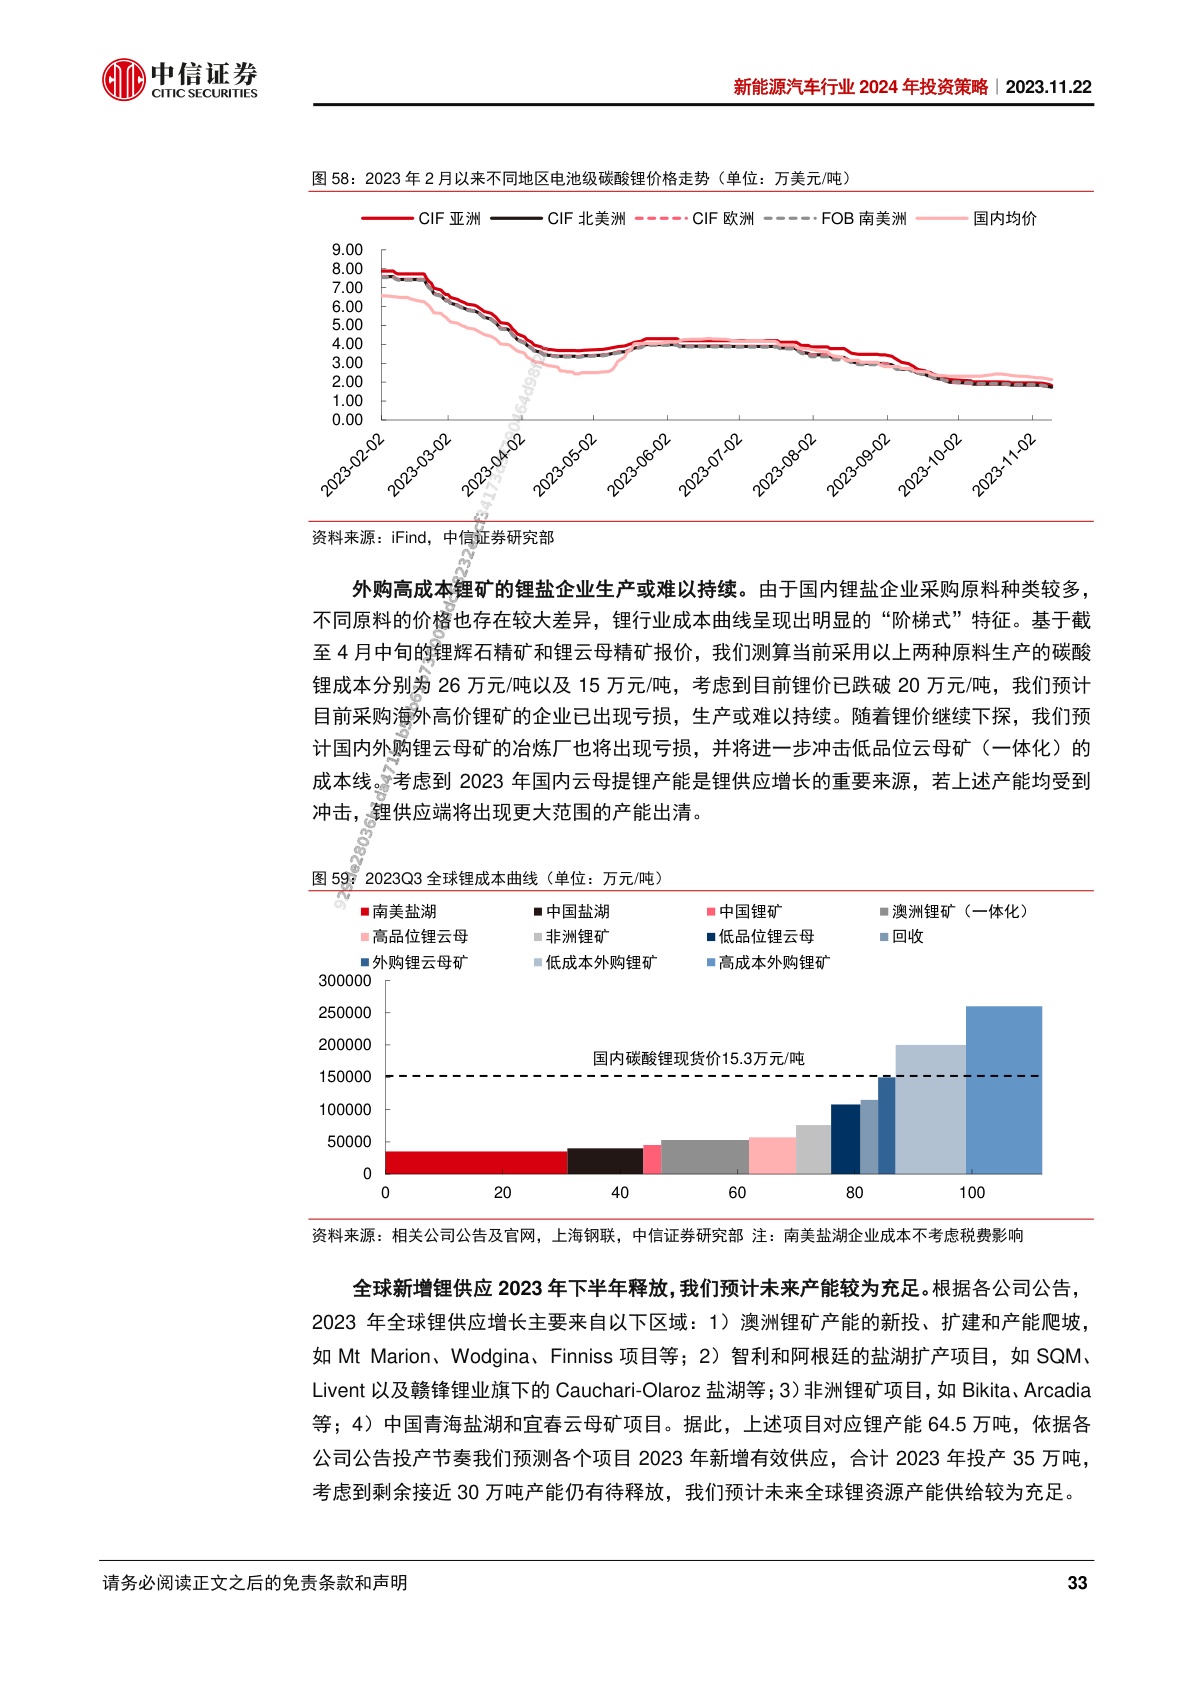 中信证券
CITIC SECURITIES
新能源汽车行业 2024 年投资策略｜2023.11.22
图 58：2023 年 2 月以来不同地区电池级碳酸锂价格走势（单位：万美元/吨）
CIF 亚洲 CIF 北美洲 CIF 欧洲 FOB 南美洲 国内均价
9.00
8.00
7.00
6.00
5.00
4.00
3.00
2.00
1.00
0.00
2023-02-02 2023-03-02 2023-04-02 2023-05-02 2023-06-02 2023-07-02 2023-08-02 2023-09-02 2023-10-02 2023-11-02
资料来源：iFind，中信证券研究部
外购高成本锂矿的锂盐企业生产或难以持续。由于国内锂盐企业采购原料种类较多，
不同原料的价格也存在较大差异，锂行业成本曲线呈现出明显的“阶梯式”特征。基于截
至 4 月中旬的锂辉石精矿和锂云母精矿报价，我们测算当前采用以上两种原料生产的碳酸
锂成本分别为 26 万元/吨以及 15 万元/吨，考虑到目前锂价已跌破 20 万元/吨，我们预计
目前采购海外高价锂矿的企业已出现亏损，生产或难以持续。随着锂价继续下探，我们预
计国内外购锂云母矿的冶炼厂也将出现亏损，并将进一步冲击低品位云母矿（一体化）的
成本线。考虑到 2023 年国内云母提锂产能是锂供应增长的重要来源，若上述产能均受到
冲击，锂供应端将出现更大范围的产能出清。
图 59：2023Q3 全球锂成本曲线（单位：万元/吨）
南美盐湖 中国盐湖 中国锂矿 澳洲锂矿（一体化）
高品位锂云母 非洲锂矿 低品位锂云母 回收
外购锂云母矿 低成本外购锂矿 高成本外购锂矿
300000
250000
200000
国内碳酸锂现货价15.3万元/吨
150000
100000
50000
0
0 20 40 60 80 100
资料来源：相关公司公告及官网，上海钢联，中信证券研究部 注：南美盐湖企业成本不考虑税费影响
全球新增锂供应 2023 年下半年释放，我们预计未来产能较为充足。根据各公司公告，
2023 年全球锂供应增长主要来自以下区域：1）澳洲锂矿产能的新投、扩建和产能爬坡，
如 Mt Marion、Wodgina、Finniss 项目等；2）智利和阿根廷的盐湖扩产项目，如 SQM、
Livent 以及赣锋锂业旗下的 Cauchari-Olaroz 盐湖等；3）非洲锂矿项目，如 Bikita、Arcadia
等；4）中国青海盐湖和宜春云母矿项目。据此，上述项目对应锂产能 64.5 万吨，依据各
公司公告投产节奏我们预测各个项目 2023 年新增有效供应，合计 2023 年投产 35 万吨，
考虑到剩余接近 30 万吨产能仍有待释放，我们预计未来全球锂资源产能供给较为充足。
请务必阅读正文之后的免责条款和声明
33